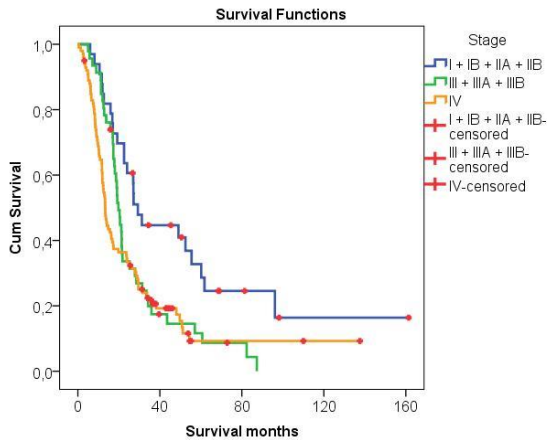 Survival Functions
Stage
I + IB + IIA + IIB
III + IIIA + IIIB
IV
I + IB + IIA + IIB-
censored
III + IIIA + IIIB-
censored
IV-censored
Cum Survival
1,0
0,8
0,6
0,4
0,2
0,0
0
40
80
120
160
Survival months